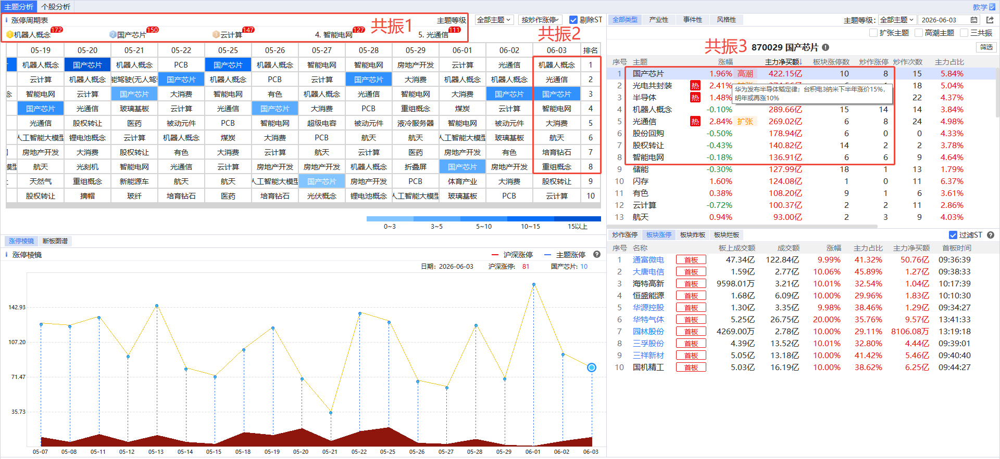 主题分析 个股分析 教学
涨停周期表 主题等级 全部主题 按炒作涨停 剔除ST
1 机器人概念 172 2 国产芯片 150 3 云计算 147 4. 智能电网 127 5. 光通信 111
共振1
共振2
05-19 05-20 05-21 05-22 05-25 05-26 05-27 05-28 05-29 06-01 06-02 06-03 排名
机器人概念 国产芯片 机器人概念 PCB 国产芯片 机器人概念 智能电网 智能电网 房地产开发 云计算 光通信 机器人概念 1
云计算 机器人概念 能驾驶(无人驾 国产芯片 机器人概念 PCB 云计算 国产芯片 大消费 机器人概念 机器人概念 光通信 2
念 智能电网 云计算 国产芯片 大消费 智能电网 有色 机器人概念 光通信 智能电网 大消费 国产芯片 国产芯片 3
国产芯片 光通信 玻璃基板 云计算 光通信 国产芯片 大消费 PCB 重组概念 煤炭 云计算 智能电网 4
光通信 股权转让 医药 被动元件 PCB 智能电网 超级电容 被动元件 液冷服务器 智能电网 被动元件 大消费 5
人工智能大模型 锂电池概念 云计算 机器人概念 煤炭 大消费 PCB 航天 航天 人工智能大模型 玻璃基板 航天 6
房地产开发 大消费 股权转让 有色 大消费 云计算 航天 云计算 医药 房地产开发 有色 培育钻石 7
模型 航天 光刻机 智能电网 光通信 云计算 房地产开发 房地产开发 机器人概念 折叠屏 国产芯片 房地产开发 重组概念 8
天然气 重组概念 新能源车 航天 航天 人工智能大模型 国产芯片 房地产开发 PCB 体育产业 大消费 股权转让 9
股权转让 摘帽 玻纤 培育钻石 医药 培育钻石 光伏概念 锂电池概念 人工智能大模型 玻璃基板 PCB 云计算 10
0~3 3~5 5~10 10~15 15以上
涨停棱镜 断板图谱
涨停棱镜 沪深涨停 主题涨停
日期: 2026-06-03 沪深涨停: 81 国产芯片: 10
142.93
107.20
71.47
35.73
05-07 05-08 05-11 05-12 05-13 05-14 05-15 05-18 05-19 05-20 05-21 05-22 05-25 05-26 05-27 05-28 05-29 06-01 06-02 06-03
全部类型 产业性 事件性 风格性 主题等级: 全部主题 2026-06-03
扩张主题 高潮主题 三共振
共振3 870029 国产芯片 筛选
序号 主题 涨幅 主力净买额↓ 板块涨停数 炒作涨停 炒作次数 主力占比
1 国产芯片 1.96% 高潮 422.15亿 10 8 15 5.84%
2 光电共封装 热 2.41% 18 5.04%
3 半导体 热 1.48% 22 4.37%
华为发布半导体韬定律；台积电3纳米下半年涨价15%，
明年或再涨10%
4 机器人概念 -0.10% 289.66亿 15 14 14 3.84%
5 光通信 热 2.84% 扩张 269.02亿 6 8 24 4.98%
6 股份回购 -0.50% 178.94亿 6 0 0 4.33%
7 股权转让 -0.43% 140.82亿 14 2 2 3.78%
8 智能电网 -0.18% 136.91亿 6 6 9 4.64%
9 储能 -0.30% 127.99亿 18 1 13 1.79%
10 闪存 1.60% 124.08亿 1 0 11 6.37%
11 有色 0.38% 108.20亿 9 1 6 3.61%
12 云计算 -0.72% 100.37亿 2 2 11 2.86%
13 航天 0.94% 93.00亿 2 3 9 4.03%
炒作涨停 板块涨停 板块炸板 板块烂板 过滤ST
序号 名称 板上成交额 成交额 涨幅 主力占比 主力净买额 首板时间
1 通富微电 首板 47.34亿 122.84亿 9.99% 41.32% 50.76亿 09:36:39
2 大唐电信 首板 1.59亿 2.77亿 10.06% 45.89% 1.27亿 09:38:33
3 海特高新 首板 9598.01万 3.21亿 10.01% 32.54% 1.04亿 10:17:39
4 恒盛能源 首板 1.68亿 6.09亿 10.00% 29.96% 1.83亿 10:10:30
5 华源控股 首板 1.30亿 3.35亿 9.98% 38.46% 1.29亿 09:34:27
6 华特气体 首板 5.25亿 26.75亿 20.00% 35.76% 9.57亿 13:41:33
7 园林股份 首板 4269.00万 2.78亿 10.00% 29.11% 8106.08万 13:19:18
8 三孚股份 首板 4.39亿 13.52亿 10.01% 32.80% 4.44亿 09:39:01
9 三祥新材 首板 5.05亿 13.18亿 10.00% 41.42% 5.46亿 09:40:40
10 国机精工 首板 5.03亿 16.19亿 10.00% 38.62% 6.25亿 09:44:27